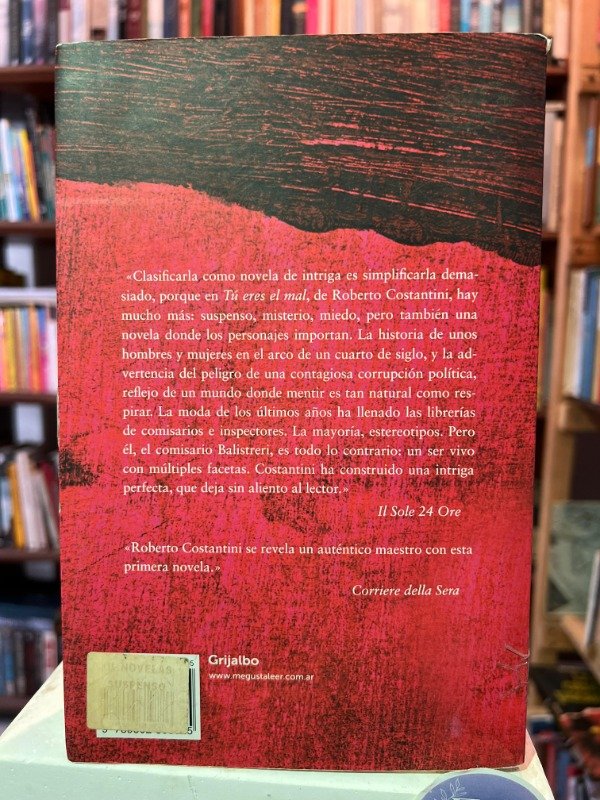 «Clasificarla como novela de intriga es simplificarla dema-
siado, porque en Tú eres el mal, de Roberto Costantini, hay
mucho más: suspenso, misterio, miedo, pero también una
novela donde los personajes importan. La historia de unos
hombres y mujeres en el arco de un cuarto de siglo, y la ad-
vertencia del peligro de una contagiosa corrupción política,
reflejo de un mundo donde mentir es tan natural como res-
pirar. La moda de los últimos años ha llenado las librerías
de comisarios e inspectores. La mayoría, estereotipos. Pero
él, el comisario Balistreri, es todo lo contrario: un ser vivo
con múltiples facetas. Costantini ha construido una intriga
perfecta, que deja sin aliento al lector.»
Il Sole 24 Ore
«Roberto Costantini se revela un auténtico maestro con esta
primera novela.»
Corriere della Sera
Grijalbo
www.megustaleer.com.ar
NOVELAS
SUSPENSO